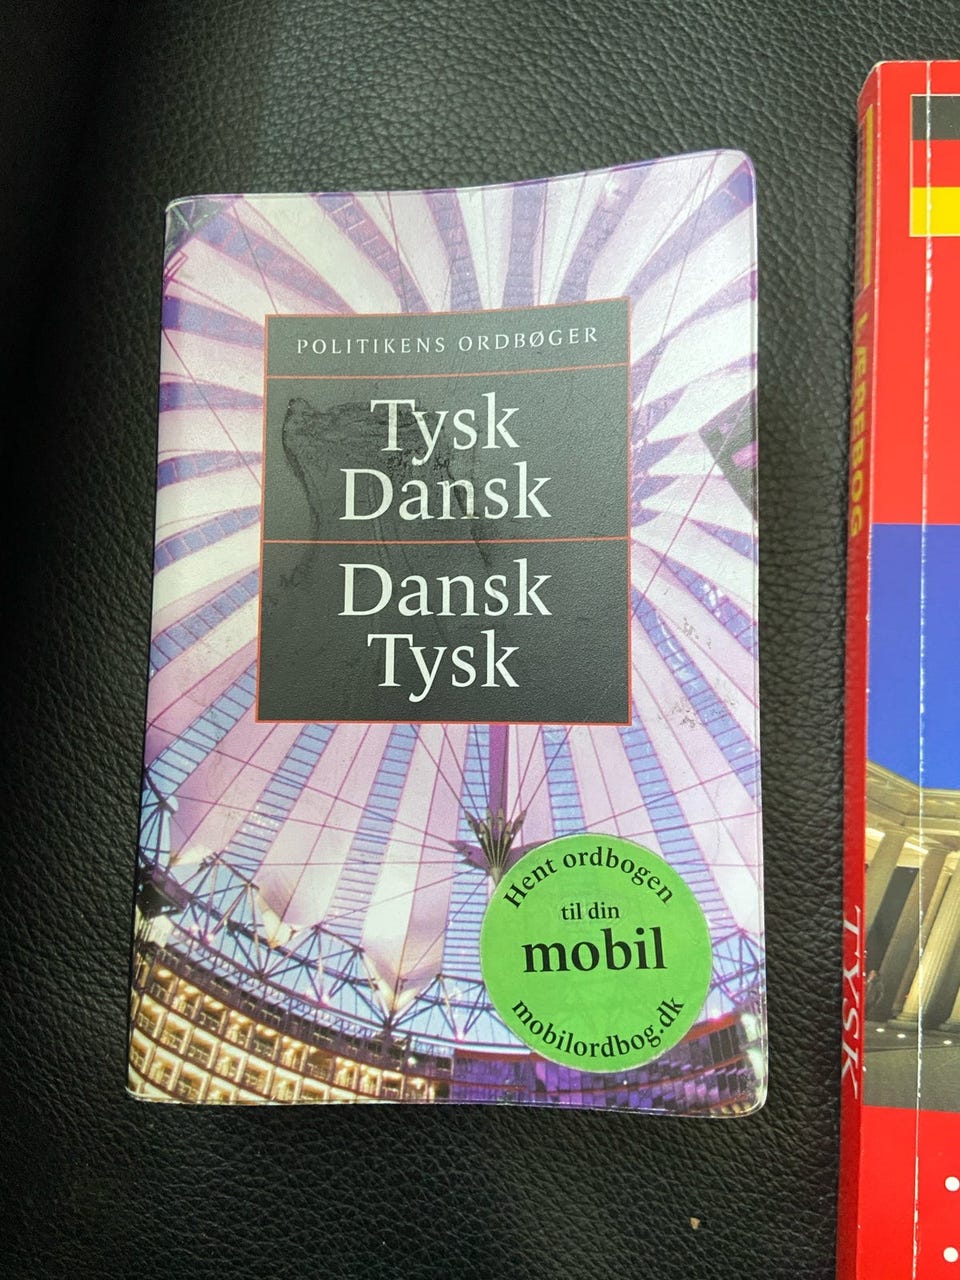 POLITIKENS ORDBØGER
Tysk
Dansk
Dansk
Tysk
Hent ordbogen
til din
mobil
mobilordbog.dk
LÆREBOG
TYSK